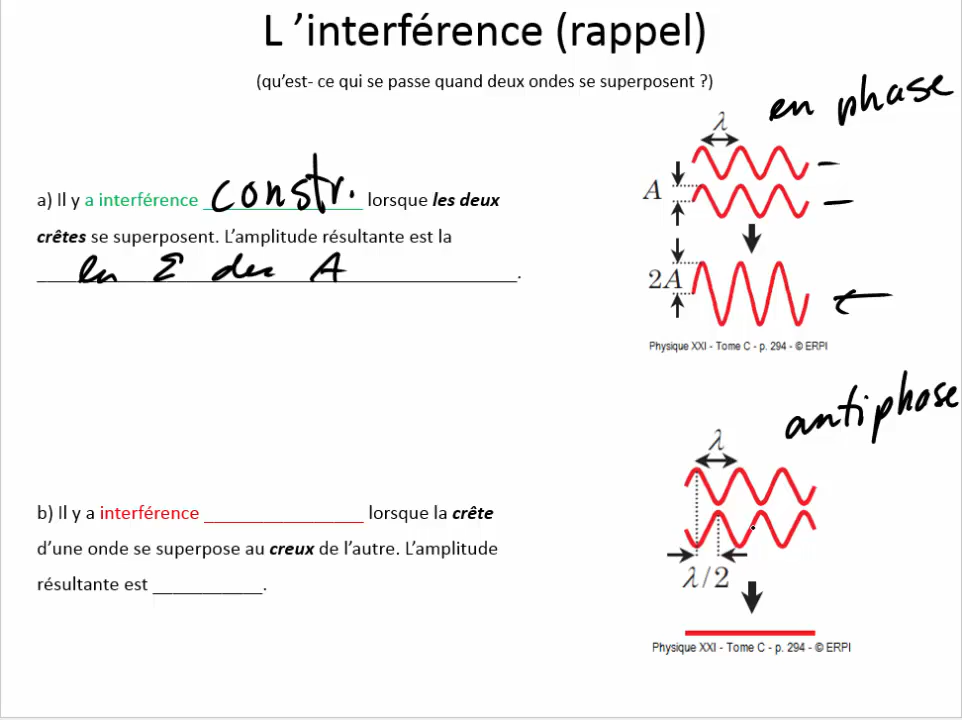 L ’interférence (rappel)
(qu’est- ce qui se passe quand deux ondes se superposent ?)
en phase
λ
a) Il y a interférence constr. lorsque les deux
crêtes se superposent. L’amplitude résultante est la
la Σ des A.
A
2A
Physique XXI - Tome C - p. 294 - © ERPI
antiphase
λ
b) Il y a interférence __________________ lorsque la crête
d’une onde se superpose au creux de l’autre. L’amplitude
résultante est ____________.
λ/2
Physique XXI - Tome C - p. 294 - © ERPI